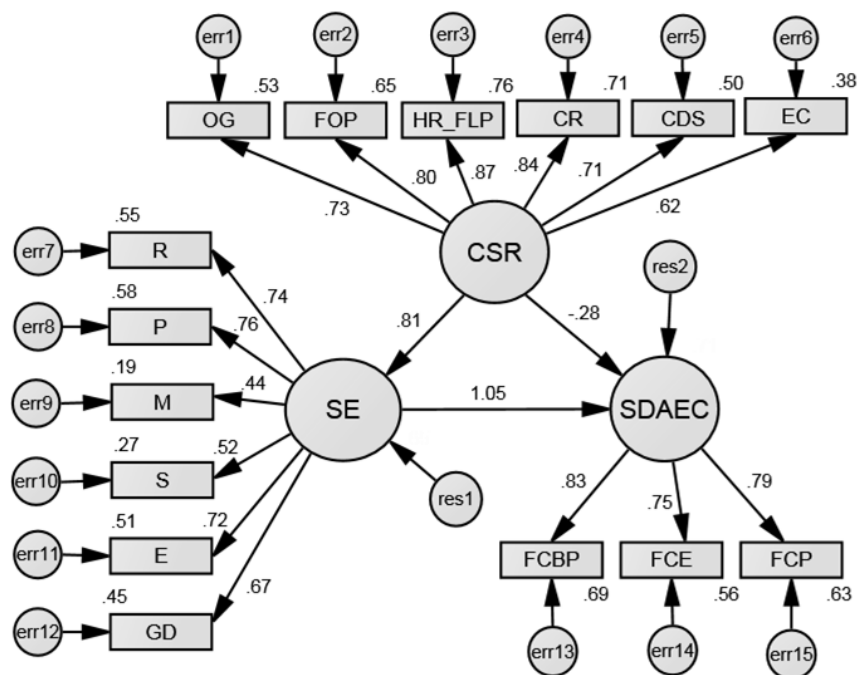 err1 err2 err3 err4 err5 err6
.53 .65 .76 .71 .50 .38
OG FOP HR_FLP CR CDS EC
.73 .80 .87 .84 .71 .62
CSR
.55
err7 R
.74
res2
.58
err8 P
.76
.81 -.28
.19
err9 M
.44
SE 1.05 SDAEC
.27 .52
err10 S
res1
.51 .72
err11 E
.83 .75 .79
FCBP FCE FCP
.45 .67
.69 .56 .63
err12 GD
err13 err14 err15